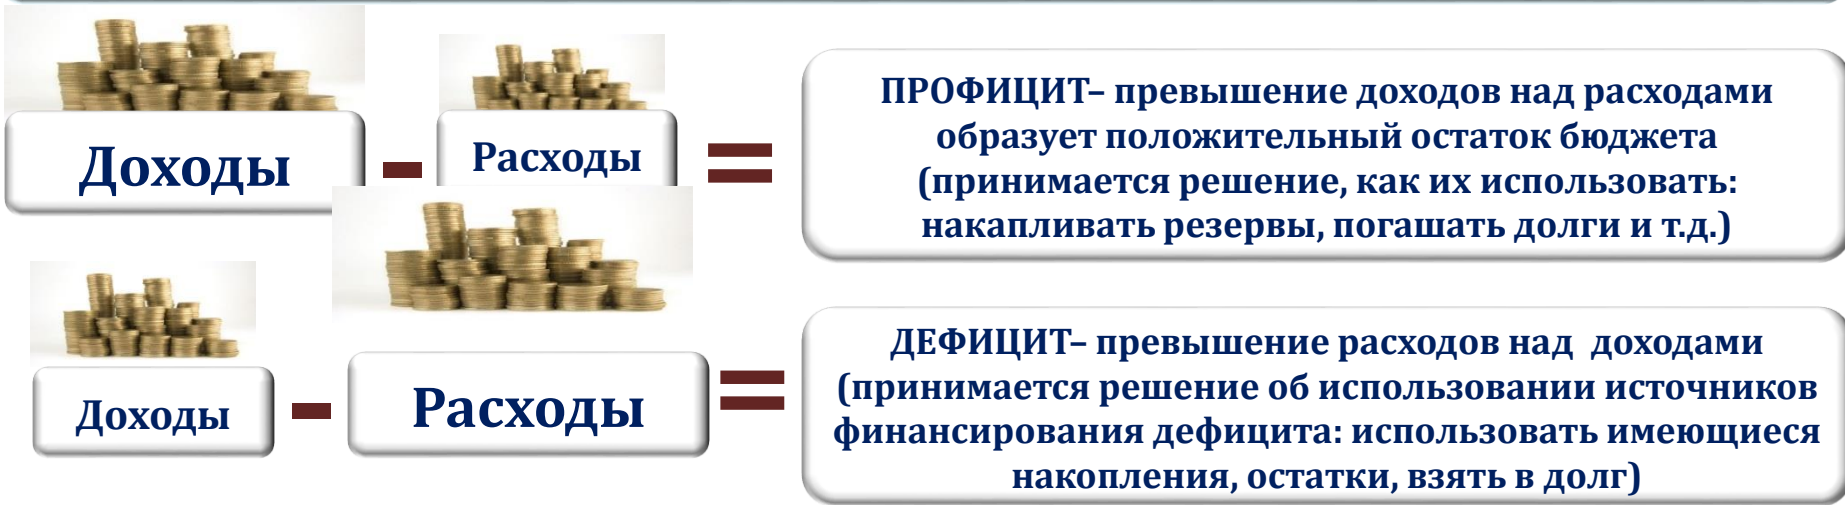 Доходы
-
Расходы
=
ПРОФИЦИТ– превышение доходов над расходами
образует положительный остаток бюджета
(принимается решение, как их использовать:
накапливать резервы, погашать долги и т.д.)
Доходы
-
Расходы
=
ДЕФИЦИТ– превышение расходов над доходами
(принимается решение об использовании источников
финансирования дефицита: использовать имеющиеся
накопления, остатки, взять в долг)